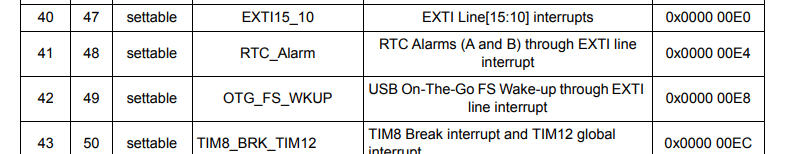 40 47 settable EXTI15_10 EXTI Line[15:10] interrupts 0x0000 00E0
41 48 settable RTC_Alarm RTC Alarms (A and B) through EXTI line interrupt 0x0000 00E4
42 49 settable OTG_FS_WKUP USB On-The-Go FS Wake-up through EXTI line interrupt 0x0000 00E8
43 50 settable TIM8_BRK_TIM12 TIM8 Break interrupt and TIM12 global interrupt 0x0000 00EC